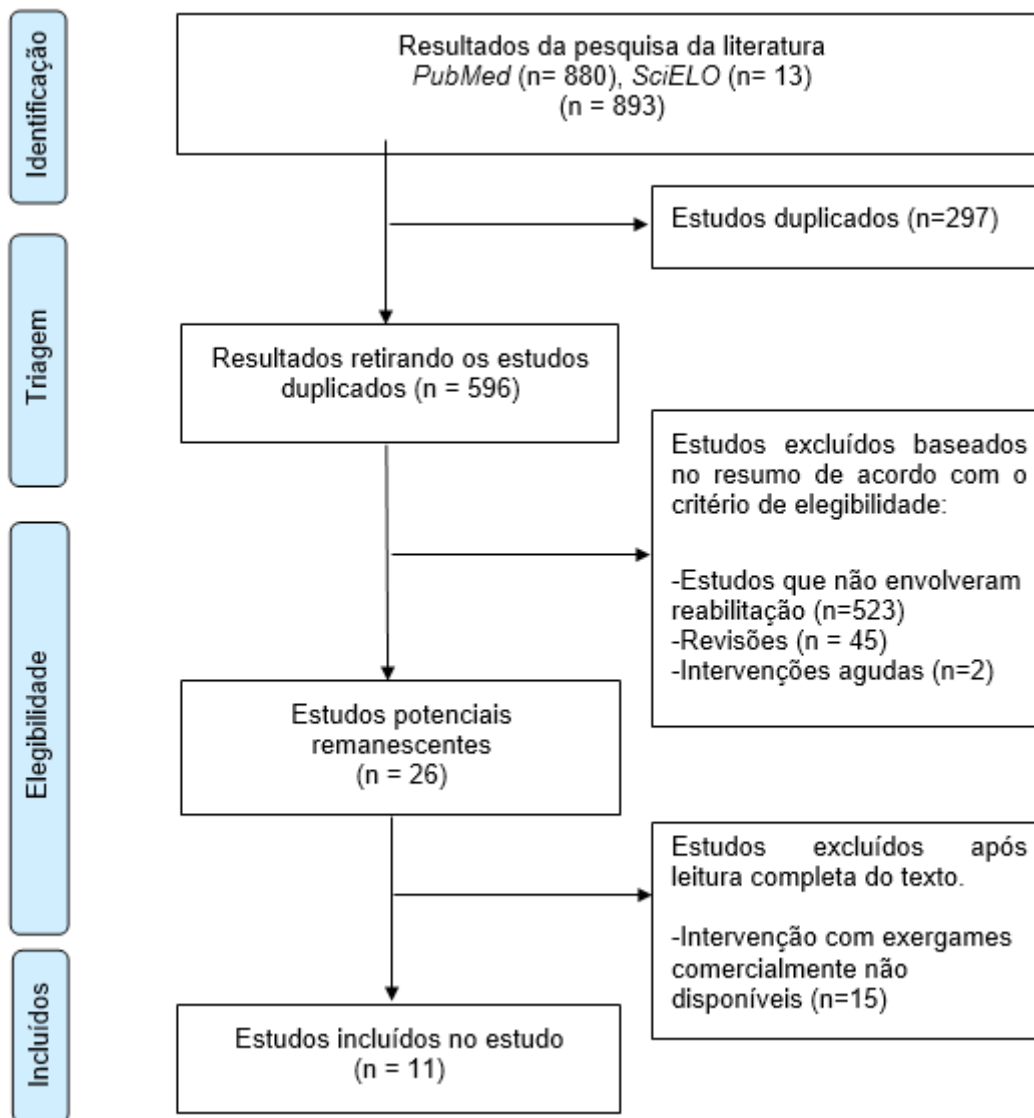 Identificação
Resultados da pesquisa da literatura
PubMed (n= 880), SciELO (n= 13)
(n = 893)
Estudos duplicados (n=297)
Triagem
Resultados retirando os estudos
duplicados (n = 596)
Estudos excluídos baseados
no resumo de acordo com o
critério de elegibilidade:
-Estudos que não envolveram
reabilitação (n=523)
-Revisões (n = 45)
-Intervenções agudas (n=2)
Elegibilidade
Estudos potenciais
remanescentes
(n = 26)
Estudos excluídos após
leitura completa do texto.
-Intervenção com exergames
comercialmente não
disponíveis (n=15)
Incluídos
Estudos incluídos no estudo
(n = 11)